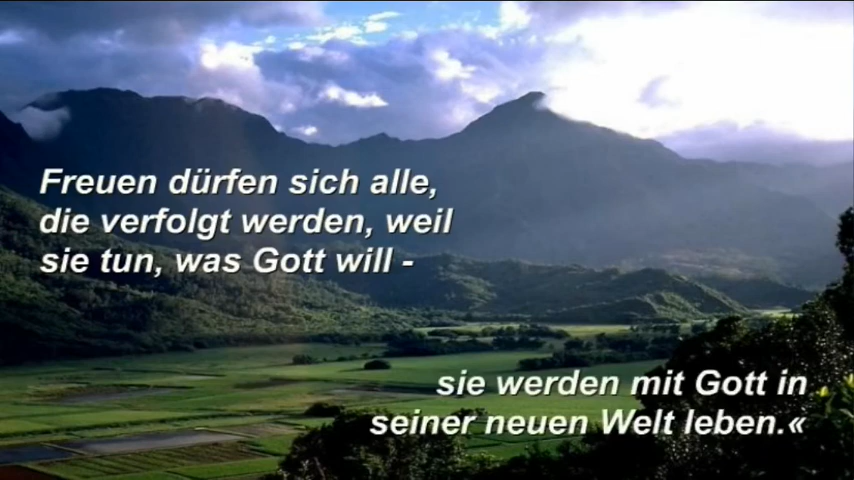 Freuen dürfen sich alle,
die verfolgt werden, weil
sie tun, was Gott will -
sie werden mit Gott in
seiner neuen Welt leben.«